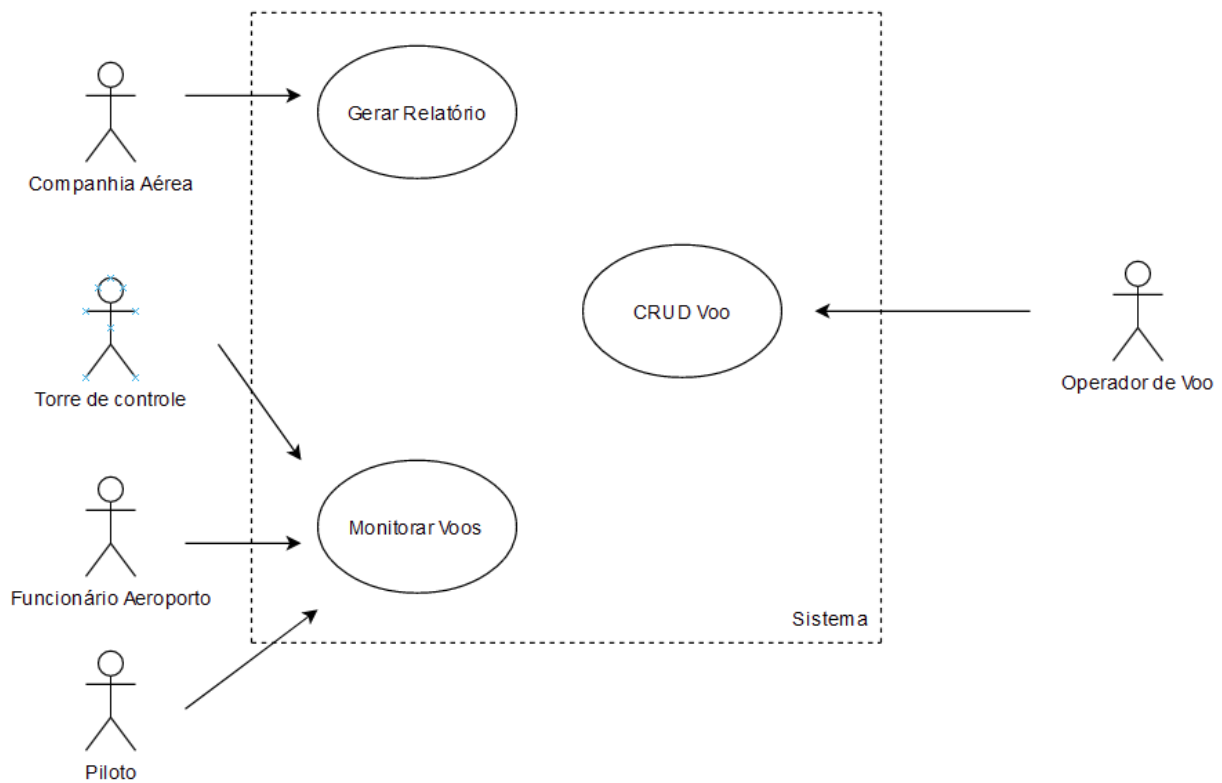 Gerar Relatório
Companhia Aérea
CRUD Voo
Torre de controle
Operador de Voo
Monitorar Voos
Funcionário Aeroporto
Sistema
Piloto